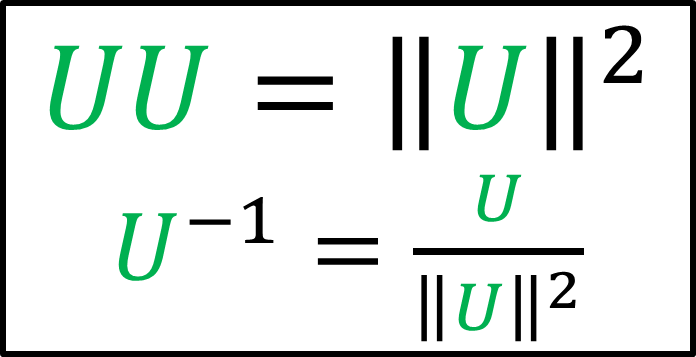 UU = ‖U‖²
U⁻¹ = U / ‖U‖²